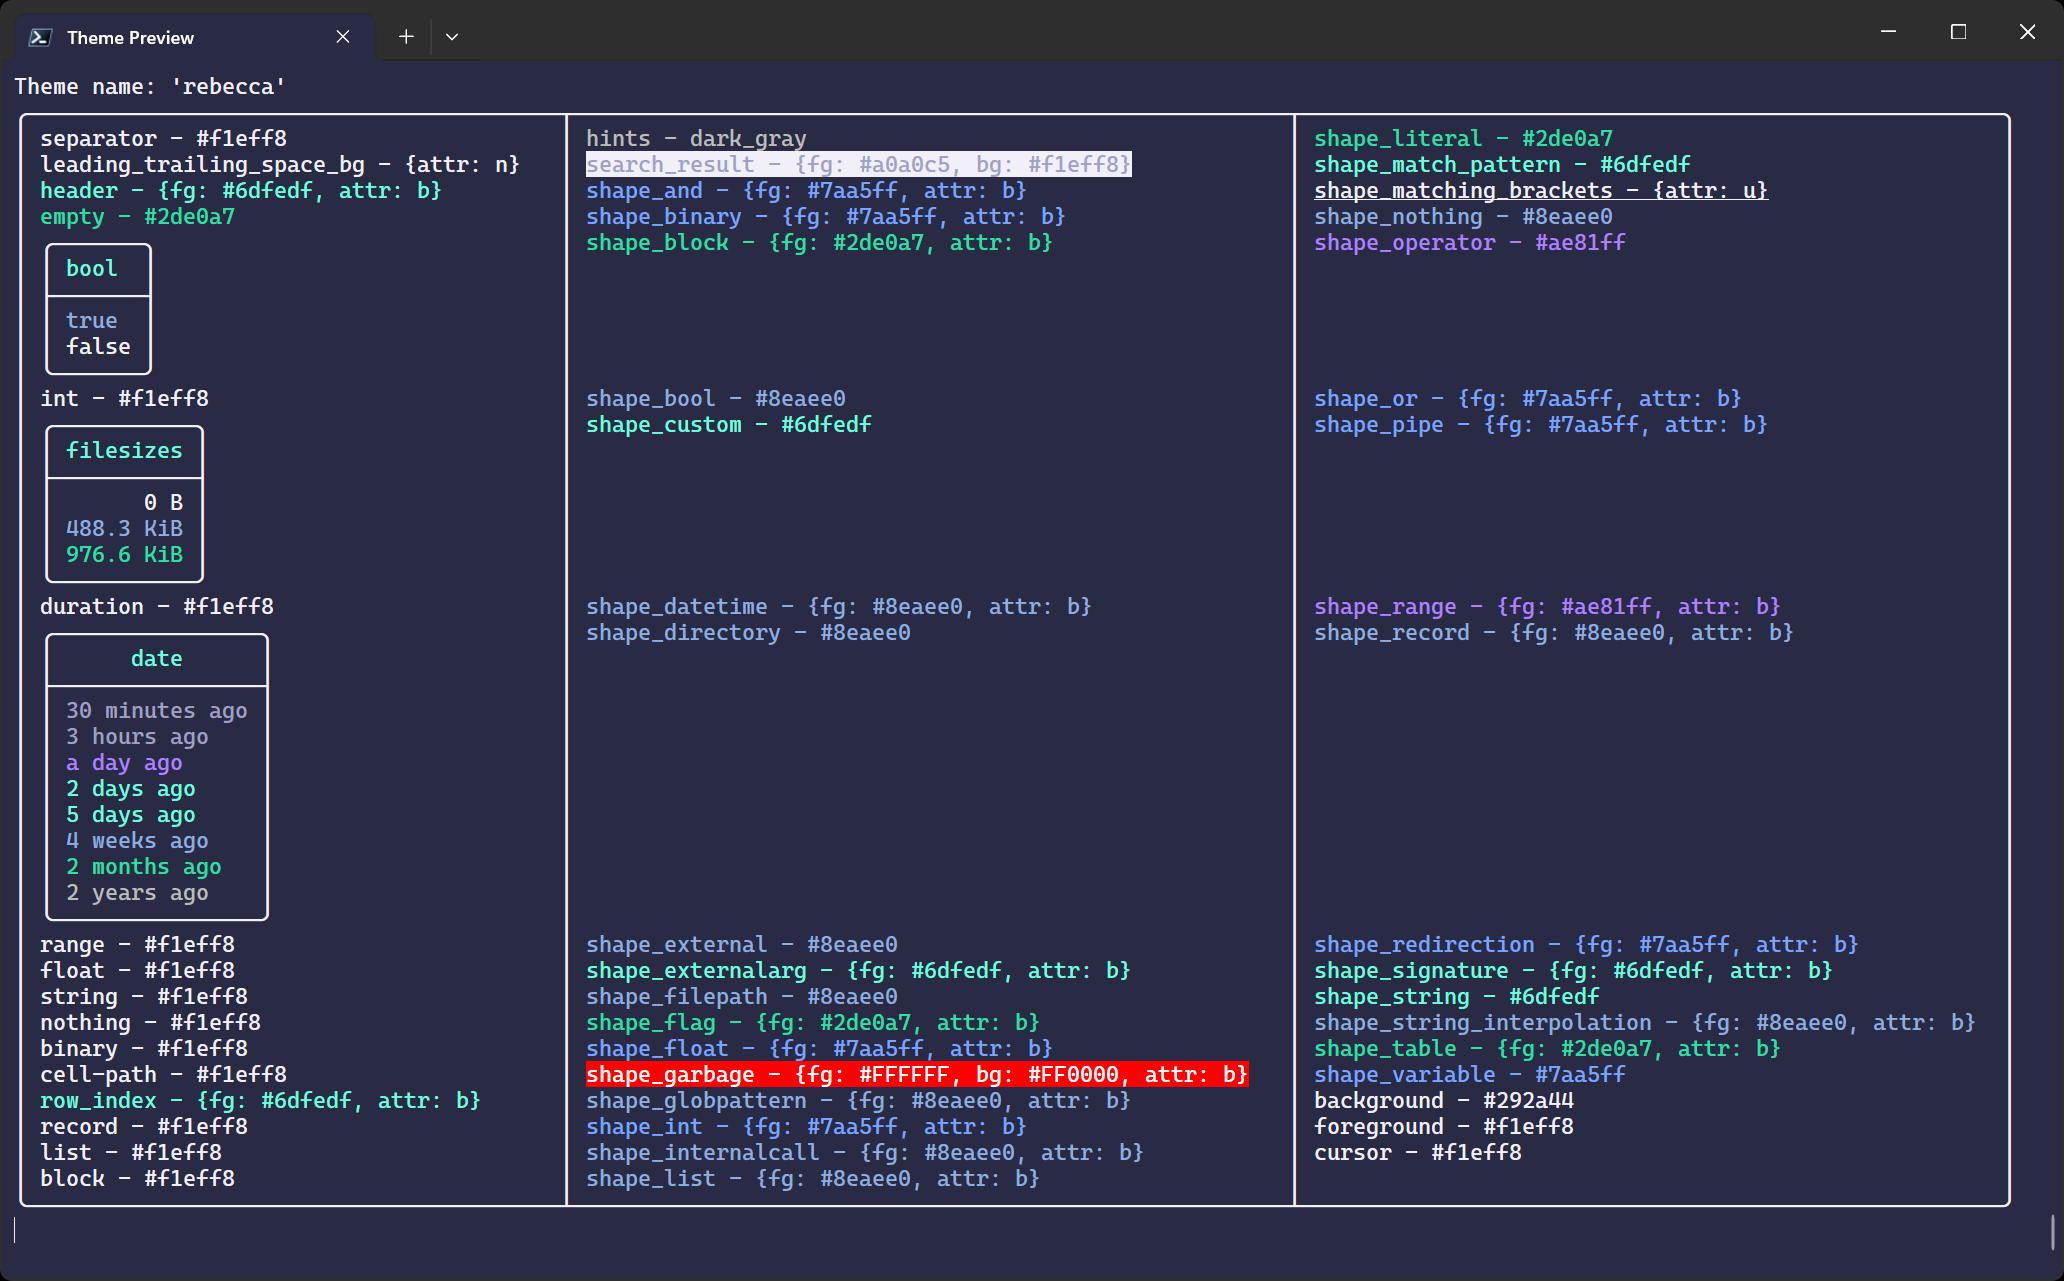 Theme Preview
Theme name: 'rebecca'
separator - #f1eff8
leading_trailing_space_bg - {attr: n}
header - {fg: #6dfedf, attr: b}
empty - #2de0a7
bool
true
false
int - #f1eff8
filesizes
0 B
488.3 KiB
976.6 KiB
duration - #f1eff8
date
30 minutes ago
3 hours ago
a day ago
2 days ago
5 days ago
4 weeks ago
2 months ago
2 years ago
range - #f1eff8
float - #f1eff8
string - #f1eff8
nothing - #f1eff8
binary - #f1eff8
cell-path - #f1eff8
row_index - {fg: #6dfedf, attr: b}
record - #f1eff8
list - #f1eff8
block - #f1eff8
hints - dark_gray
search_result - {fg: #a0a0c5, bg: #f1eff8}
shape_and - {fg: #7aa5ff, attr: b}
shape_binary - {fg: #7aa5ff, attr: b}
shape_block - {fg: #2de0a7, attr: b}
shape_bool - #8eaee0
shape_custom - #6dfedf
shape_datetime - {fg: #8eaee0, attr: b}
shape_directory - #8eaee0
shape_external - #8eaee0
shape_externalarg - {fg: #6dfedf, attr: b}
shape_filepath - #8eaee0
shape_flag - {fg: #2de0a7, attr: b}
shape_float - {fg: #7aa5ff, attr: b}
shape_garbage - {fg: #FFFFFF, bg: #FF0000, attr: b}
shape_globpattern - {fg: #8eaee0, attr: b}
shape_int - {fg: #7aa5ff, attr: b}
shape_internalcall - {fg: #8eaee0, attr: b}
shape_list - {fg: #8eaee0, attr: b}
shape_literal - #2de0a7
shape_match_pattern - #6dfedf
shape_matching_brackets - {attr: u}
shape_nothing - #8eaee0
shape_operator - #ae81ff
shape_or - {fg: #7aa5ff, attr: b}
shape_pipe - {fg: #7aa5ff, attr: b}
shape_range - {fg: #ae81ff, attr: b}
shape_record - {fg: #8eaee0, attr: b}
shape_redirection - {fg: #7aa5ff, attr: b}
shape_signature - {fg: #6dfedf, attr: b}
shape_string - #6dfedf
shape_string_interpolation - {fg: #8eaee0, attr: b}
shape_table - {fg: #2de0a7, attr: b}
shape_variable - #7aa5ff
background - #292a44
foreground - #f1eff8
cursor - #f1eff8